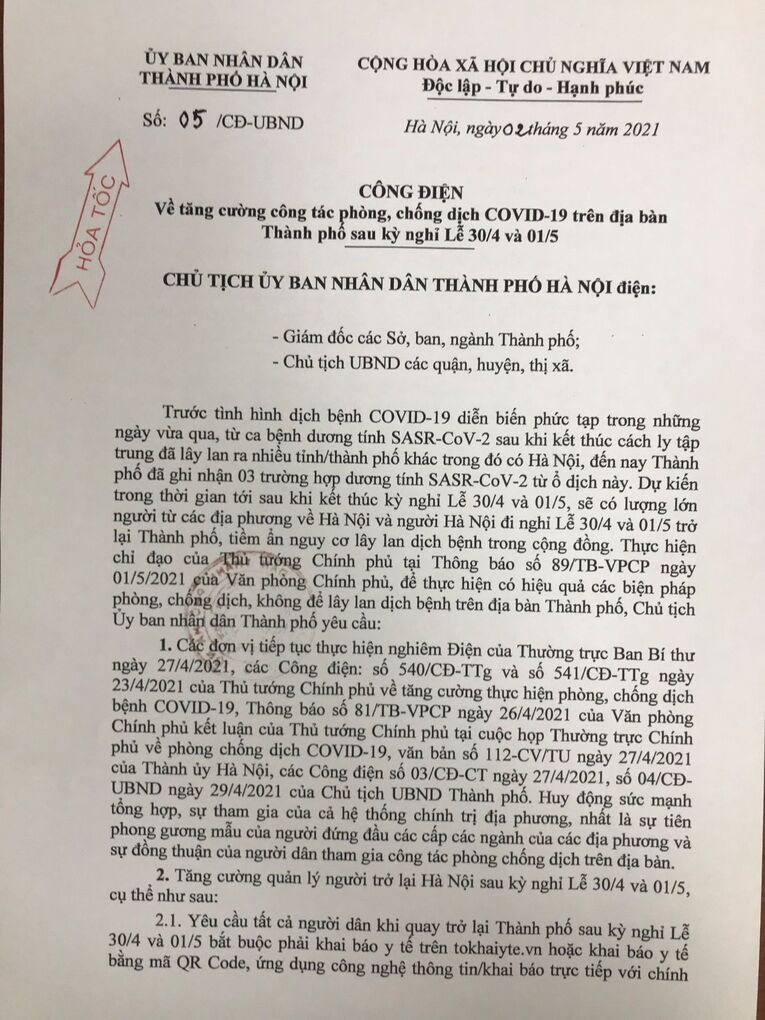 ỦY BAN NHÂN DÂN
THÀNH PHỐ HÀ NỘI
CỘNG HÒA XÃ HỘI CHỦ NGHĨA VIỆT NAM
Độc lập - Tự do - Hạnh phúc
Số: 05 /CĐ-UBND
Hà Nội, ngày 02 tháng 5 năm 2021
HỎA TỐC
CÔNG ĐIỆN
Về tăng cường công tác phòng, chống dịch COVID-19 trên địa bàn
Thành phố sau kỳ nghỉ Lễ 30/4 và 01/5
CHỦ TỊCH ỦY BAN NHÂN DÂN THÀNH PHỐ HÀ NỘI điện:
- Giám đốc các Sở, ban, ngành Thành phố;
- Chủ tịch UBND các quận, huyện, thị xã.
Trước tình hình dịch bệnh COVID-19 diễn biến phức tạp trong những
ngày vừa qua, từ ca bệnh dương tính SASR-CoV-2 sau khi kết thúc cách ly tập
trung đã lây lan ra nhiều tỉnh/thành phố khác trong đó có Hà Nội, đến nay Thành
phố đã ghi nhận 03 trường hợp dương tính SASR-CoV-2 từ ổ dịch này. Dự kiến
trong thời gian tới sau khi kết thúc kỳ nghỉ Lễ 30/4 và 01/5, sẽ có lượng lớn
người từ các địa phương về Hà Nội và người Hà Nội đi nghỉ Lễ 30/4 và 01/5 trở
lại Thành phố, tiềm ẩn nguy cơ lây lan dịch bệnh trong cộng đồng. Thực hiện
chỉ đạo của Thủ tướng Chính phủ tại Thông báo số 89/TB-VPCP ngày
01/5/2021 của Văn phòng Chính phủ, để thực hiện có hiệu quả các biện pháp
phòng, chống dịch, không để lây lan dịch bệnh trên địa bàn Thành phố, Chủ tịch
Ủy ban nhân dân Thành phố yêu cầu:
1. Các đơn vị tiếp tục thực hiện nghiêm Điện của Thường trực Ban Bí thư
ngày 27/4/2021, các Công điện: số 540/CĐ-TTg và số 541/CĐ-TTg ngày
23/4/2021 của Thủ tướng Chính phủ về tăng cường thực hiện phòng, chống dịch
bệnh COVID-19, Thông báo số 81/TB-VPCP ngày 26/4/2021 của Văn phòng
Chính phủ kết luận của Thủ tướng Chính phủ tại cuộc họp Thường trực Chính
phủ về phòng chống dịch COVID-19, văn bản số 112-CV/TU ngày 27/4/2021
của Thành ủy Hà Nội, các Công điện số 03/CĐ-CT ngày 27/4/2021, số 04/CĐ-
UBND ngày 29/4/2021 của Chủ tịch UBND Thành phố. Huy động sức mạnh
tổng hợp, sự tham gia của cả hệ thống chính trị địa phương, nhất là sự tiên
phong gương mẫu của người đứng đầu các cấp các ngành của các địa phương và
sự đồng thuận của người dân tham gia công tác phòng chống dịch trên địa bàn.
2. Tăng cường quản lý người trở lại Hà Nội sau kỳ nghỉ Lễ 30/4 và 01/5,
cụ thể như sau:
2.1. Yêu cầu tất cả người dân khi quay trở lại Thành phố sau kỳ nghỉ Lễ
30/4 và 01/5 bắt buộc phải khai báo y tế trên tokhaiyte.vn hoặc khai báo y tế
bằng mã QR Code, ứng dụng công nghệ thông tin/khai báo trực tiếp với chính